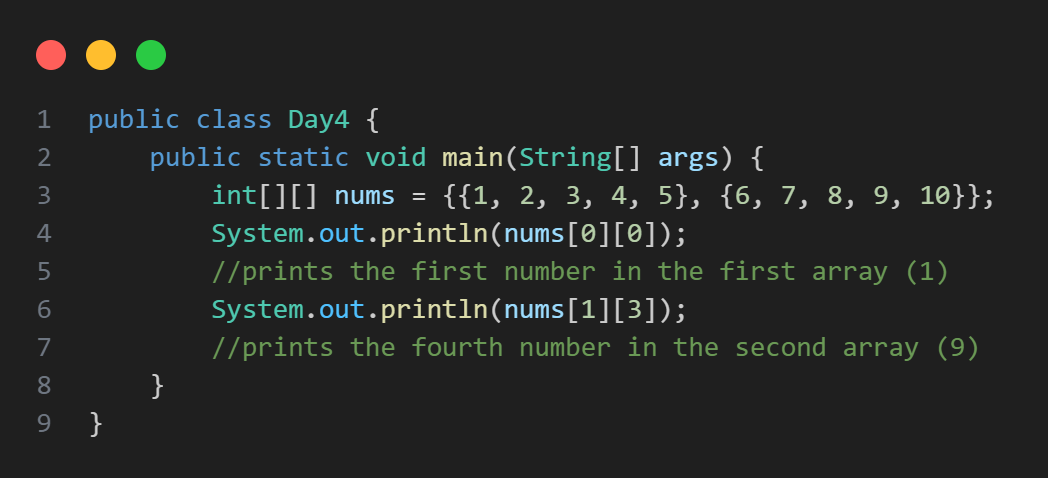 1 public class Day4 {
2     public static void main(String[] args) {
3         int[][] nums = {{1, 2, 3, 4, 5}, {6, 7, 8, 9, 10}};
4         System.out.println(nums[0][0]);
5         //prints the first number in the first array (1)
6         System.out.println(nums[1][3]);
7         //prints the fourth number in the second array (9)
8     }
9 }